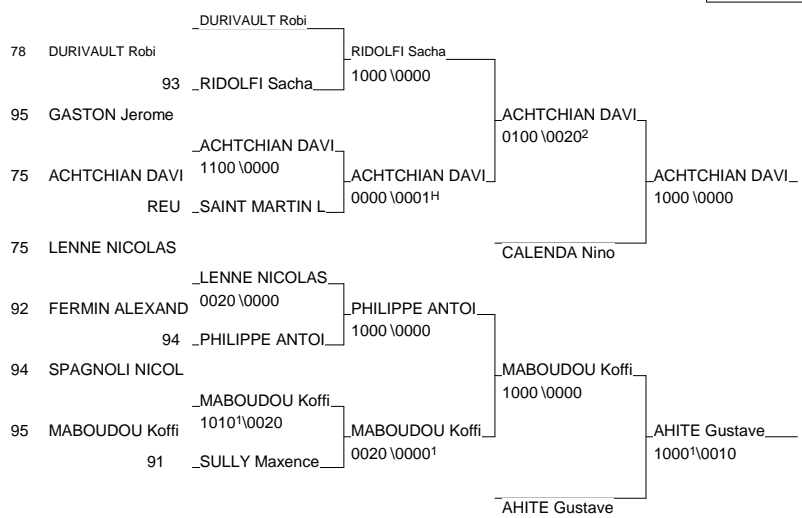 DURIVAULT Robi
78 DURIVAULT Robi RIDOLFI Sacha
1000 \0000
93 RIDOLFI Sacha
95 GASTON Jerome ACHTCHIAN DAVI
0100 \0020²
ACHTCHIAN DAVI
1100 \0000
75 ACHTCHIAN DAVI ACHTCHIAN DAVI ACHTCHIAN DAVI
0000 \0001ᴴ 1000 \0000
REU SAINT MARTIN L
75 LENNE NICOLAS CALENDA Nino
LENNE NICOLAS
0020 \0000
92 FERMIN ALEXAND PHILIPPE ANTOI
1000 \0000
94 PHILIPPE ANTOI
94 SPAGNOLI NICOL MABOUDOU Koffi
1000 \0000
MABOUDOU Koffi
1010¹\0020
95 MABOUDOU Koffi MABOUDOU Koffi AHITE Gustave
0020 \0000¹ 1000¹\0010
91 SULLY Maxence
AHITE Gustave